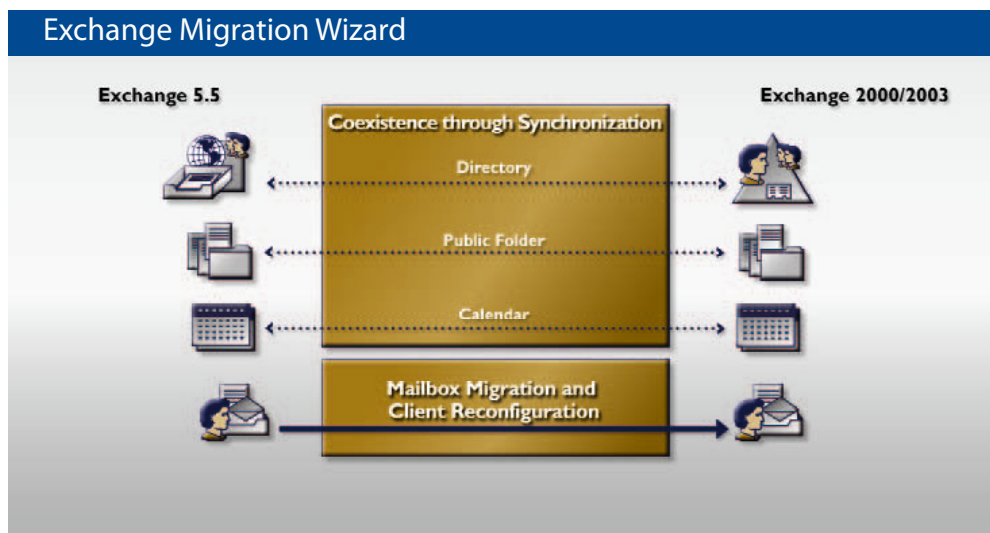 Exchange Migration Wizard
Exchange 5.5
Exchange 2000/2003
Coexistence through Synchronization
Directory
Public Folder
Calendar
Mailbox Migration and
Client Reconfiguration